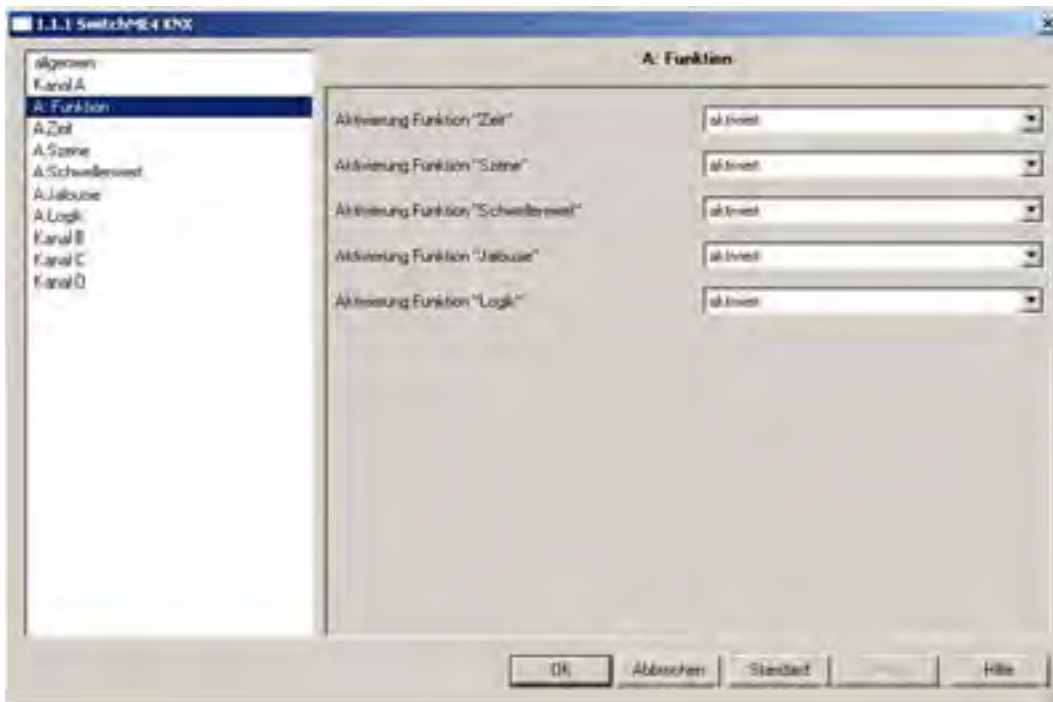 1.1.1 SwitchME4 KNX
allgemein
Kanal A
A: Funktion
A:Zeit
A:Szene
A:Schwellenwert
A:Jalousie
A:Logik
Kanal B
Kanal C
Kanal D
A: Funktion
Aktivierung Funktion "Zeit"
aktiviert
Aktivierung Funktion "Szene"
aktiviert
Aktivierung Funktion "Schwellenwert"
aktiviert
Aktivierung Funktion "Jalousie"
aktiviert
Aktivierung Funktion "Logik"
aktiviert
OK
Abbrechen
Standard
Hilfe